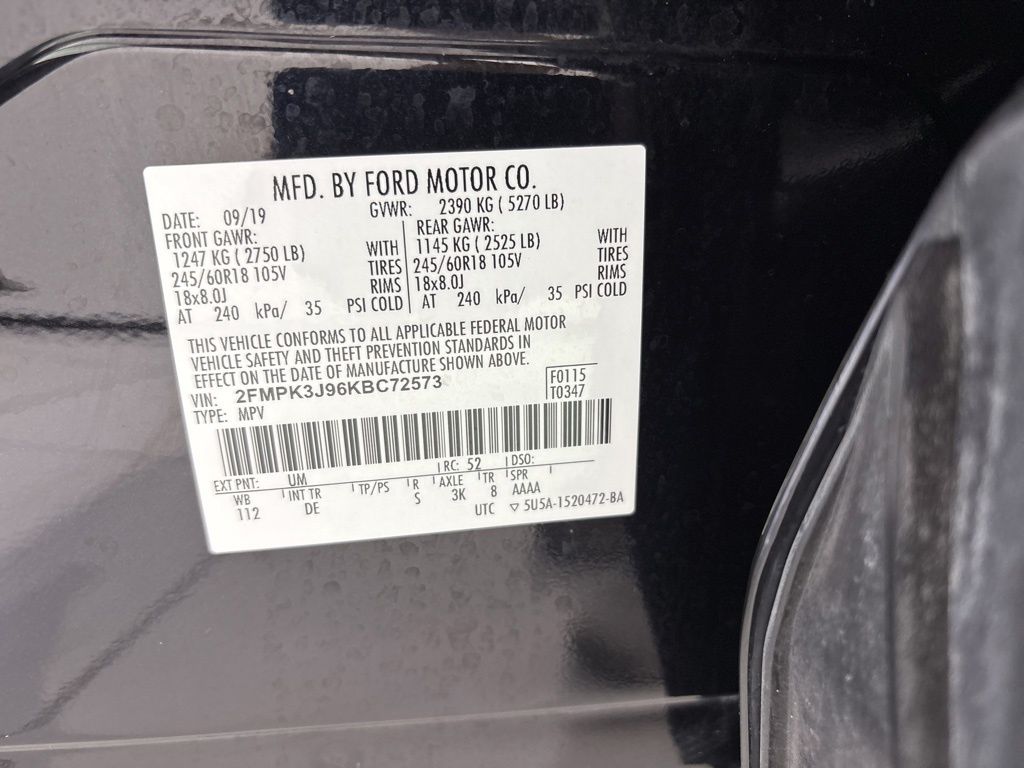 MFD. BY FORD MOTOR CO.
DATE: 09/19 GVWR: 2390 KG ( 5270 LB)
FRONT GAWR: REAR GAWR:
1247 KG ( 2750 LB) WITH 1145 KG ( 2525 LB) WITH
245/60R18 105V TIRES 245/60R18 105V TIRES
18x8.0J RIMS 18x8.0J RIMS
AT 240 kPa/ 35 PSI COLD AT 240 kPa/ 35 PSI COLD
THIS VEHICLE CONFORMS TO ALL APPLICABLE FEDERAL MOTOR
VEHICLE SAFETY AND THEFT PREVENTION STANDARDS IN
EFFECT ON THE DATE OF MANUFACTURE SHOWN ABOVE.
VIN: 2FMPK3J96KBC72573 F0115
TYPE: MPV T0347
EXT PNT: UM RC: 52 DSO:
WB INT TR TP/PS R AXLE TR SPR
112 DE S 3K 8 AAAA
UTC ▽ 5U5A-1520472-BA